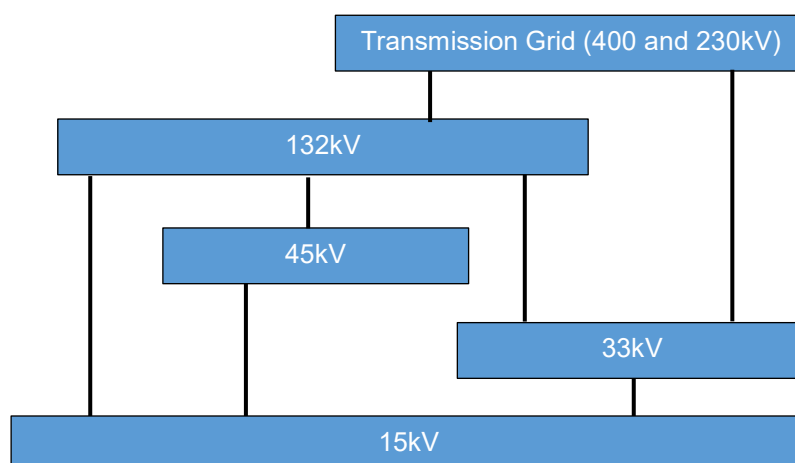 Transmission Grid (400 and 230kV)
132kV
45kV
33kV
15kV